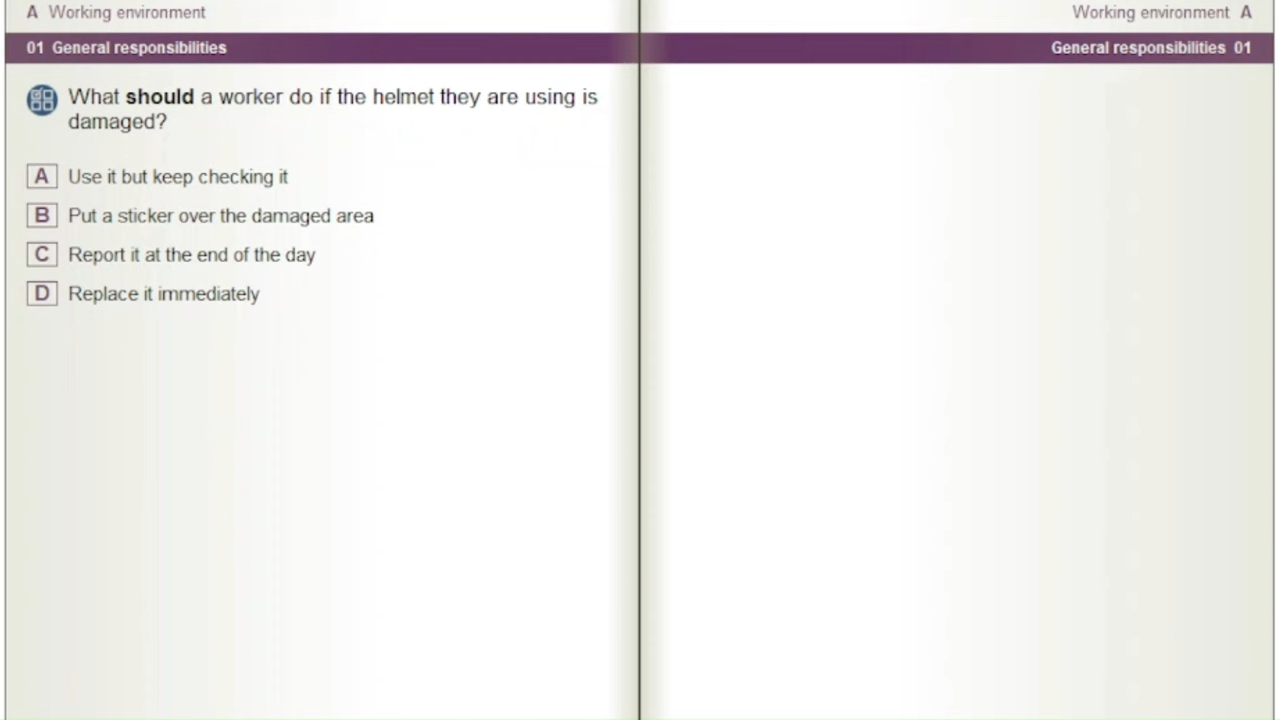 A Working environment
01 General responsibilities
What should a worker do if the helmet they are using is
damaged?
A Use it but keep checking it
B Put a sticker over the damaged area
C Report it at the end of the day
D Replace it immediately
Working environment A
General responsibilities 01